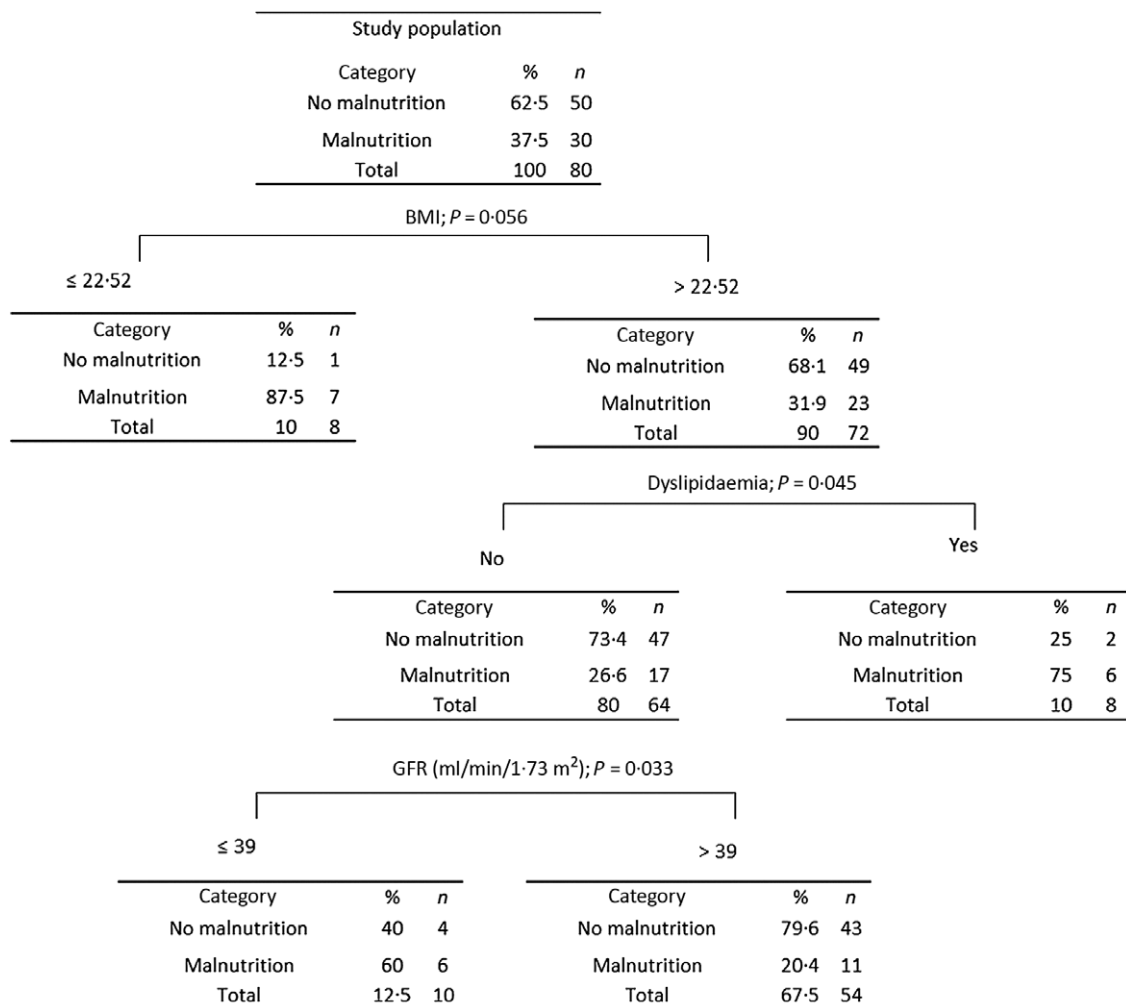 Study population
Category % n
No malnutrition 62·5 50
Malnutrition 37·5 30
Total 100 80
BMI; P = 0·056
≤ 22·52
Category % n
No malnutrition 12·5 1
Malnutrition 87·5 7
Total 10 8
> 22·52
Category % n
No malnutrition 68·1 49
Malnutrition 31·9 23
Total 90 72
Dyslipidaemia; P = 0·045
No
Category % n
No malnutrition 73·4 47
Malnutrition 26·6 17
Total 80 64
Yes
Category % n
No malnutrition 25 2
Malnutrition 75 6
Total 10 8
GFR (ml/min/1·73 m²); P = 0·033
≤ 39
Category % n
No malnutrition 40 4
Malnutrition 60 6
Total 12·5 10
> 39
Category % n
No malnutrition 79·6 43
Malnutrition 20·4 11
Total 67·5 54